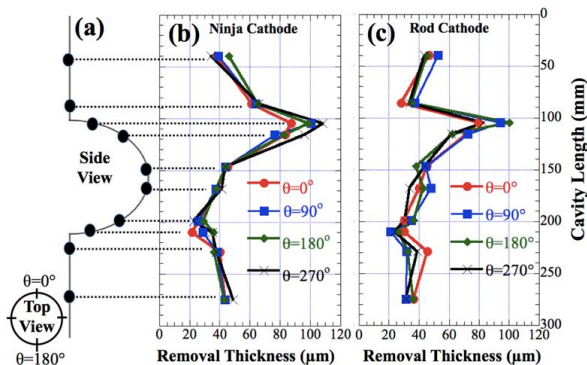 (a)
(b)
Ninja Cathode
(c)
Rod Cathode
0
50
100
150
200
250
300
Cavity Length (mm)
Side
View
θ=0°
θ=90°
θ=180°
θ=270°
θ=0°
θ=90°
θ=180°
θ=270°
θ=0°
Top
View
θ=180°
0 20 40 60 80 100 120
Removal Thickness (μm)
0 20 40 60 80 100 120
Removal Thickness (μm)